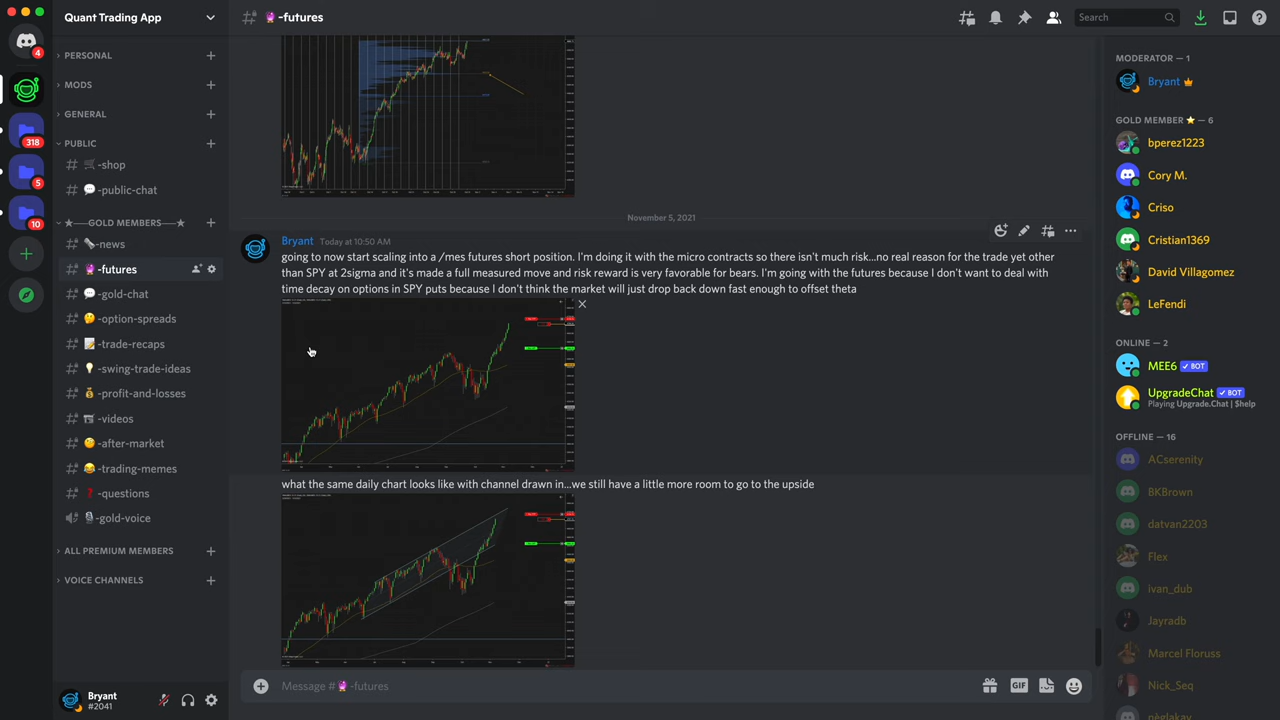 Quant Trading App
-futures
Search
4
318
5
10
PERSONAL
MODS
GENERAL
PUBLIC
-shop
-public-chat
★-----GOLD MEMBERS-----★
-news
-futures
-gold-chat
-option-spreads
-trade-recaps
-swing-trade-ideas
-profit-and-losses
-videos
-after-market
-trading-memes
-questions
-gold-voice
ALL PREMIUM MEMBERS
VOICE CHANNELS
Bryant
#2041
November 5, 2021
Bryant Today at 10:50 AM
going to now start scaling into a /mes futures short position. I'm doing it with the micro contracts so there isn't much risk...no real reason for the trade yet other
than SPY at 2sigma and it's made a full measured move and risk reward is very favorable for bears. I'm going with the futures because I don't want to deal with
time decay on options in SPY puts because I don't think the market will just drop back down fast enough to offset theta
what the same daily chart looks like with channel drawn in...we still have a little more room to go to the upside
Message #-futures
GIF
MODERATOR — 1
Bryant
GOLD MEMBER ⭐ — 6
bperez1223
Cory M.
Criso
Cristian1369
David Villagomez
LeFendi
ONLINE — 2
MEE6 ✓ BOT
UpgradeChat ✓ BOT
Playing Upgrade.Chat | $help
OFFLINE — 16
ACserenity
BKBrown
datvan2203
Flex
ivan_dub
Jayradb
Marcel Floruss
Nick_Seq